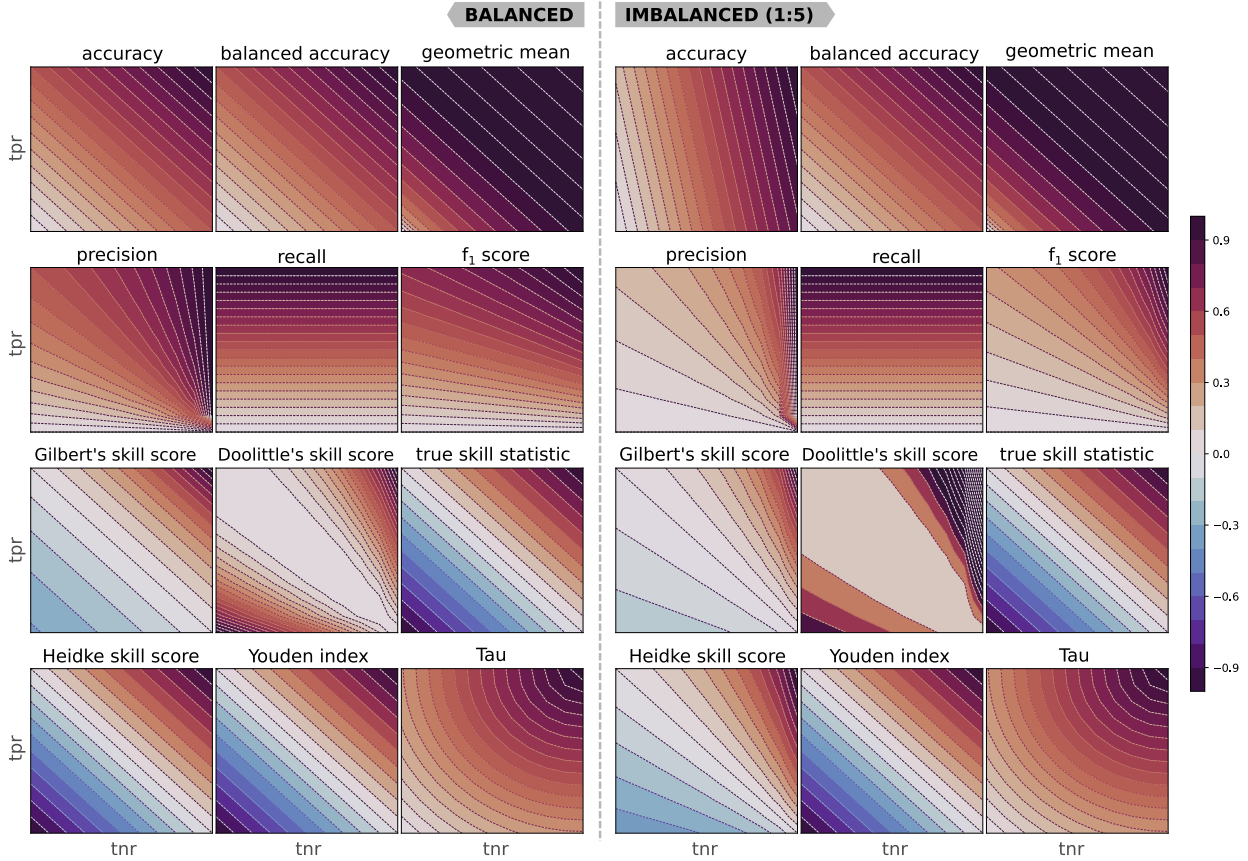 BALANCED IMBALANCED (1:5)
accuracy balanced accuracy geometric mean accuracy balanced accuracy geometric mean
tpr
precision recall f1 score precision recall f1 score
tpr
Gilbert's skill score Doolittle's skill score true skill statistic Gilbert's skill score Doolittle's skill score true skill statistic
tpr
Heidke skill score Youden index Tau Heidke skill score Youden index Tau
tpr
tnr tnr tnr tnr tnr tnr
0.9
0.6
0.3
0.0
−0.3
−0.6
−0.9